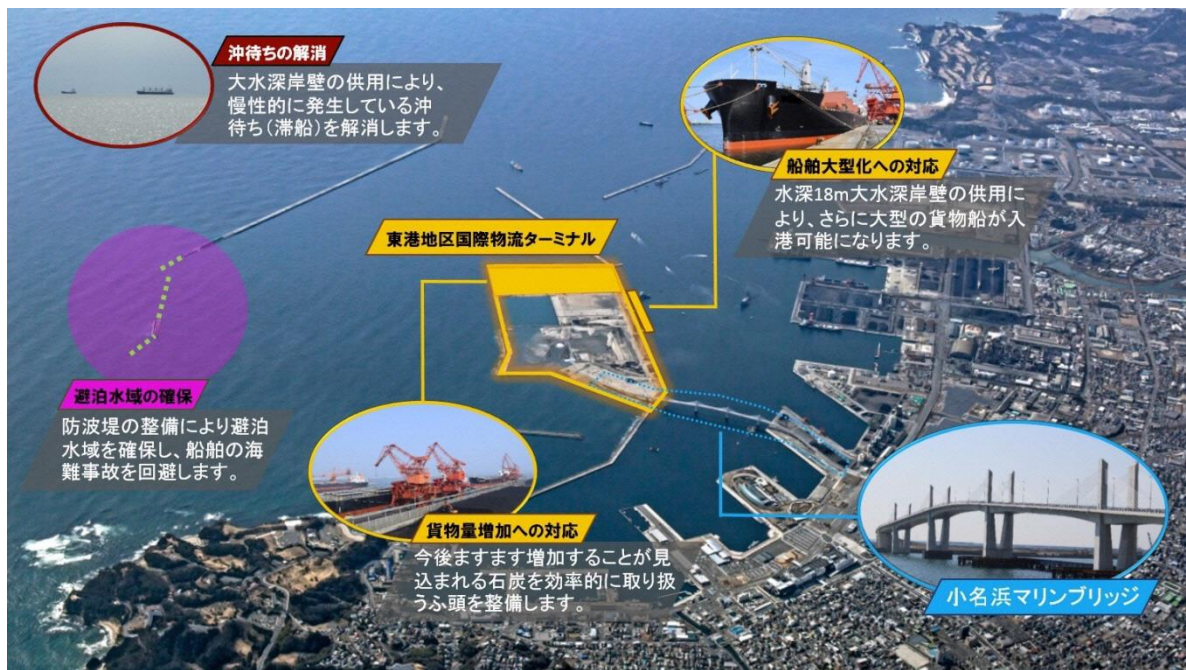 沖待ちの解消
大水深岸壁の供用により、
慢性的に発生している沖
待ち(滞船)を解消します。
船舶大型化への対応
水深18m大水深岸壁の供用に
より、さらに大型の貨物船が入
港可能になります。
東港地区国際物流ターミナル
避泊水域の確保
防波堤の整備により避泊
水域を確保し、船舶の海
難事故を回避します。
貨物量増加への対応
今後ますます増加することが見
込まれる石炭を効率的に取り扱
うふ頭を整備します。
小名浜マリンブリッジ